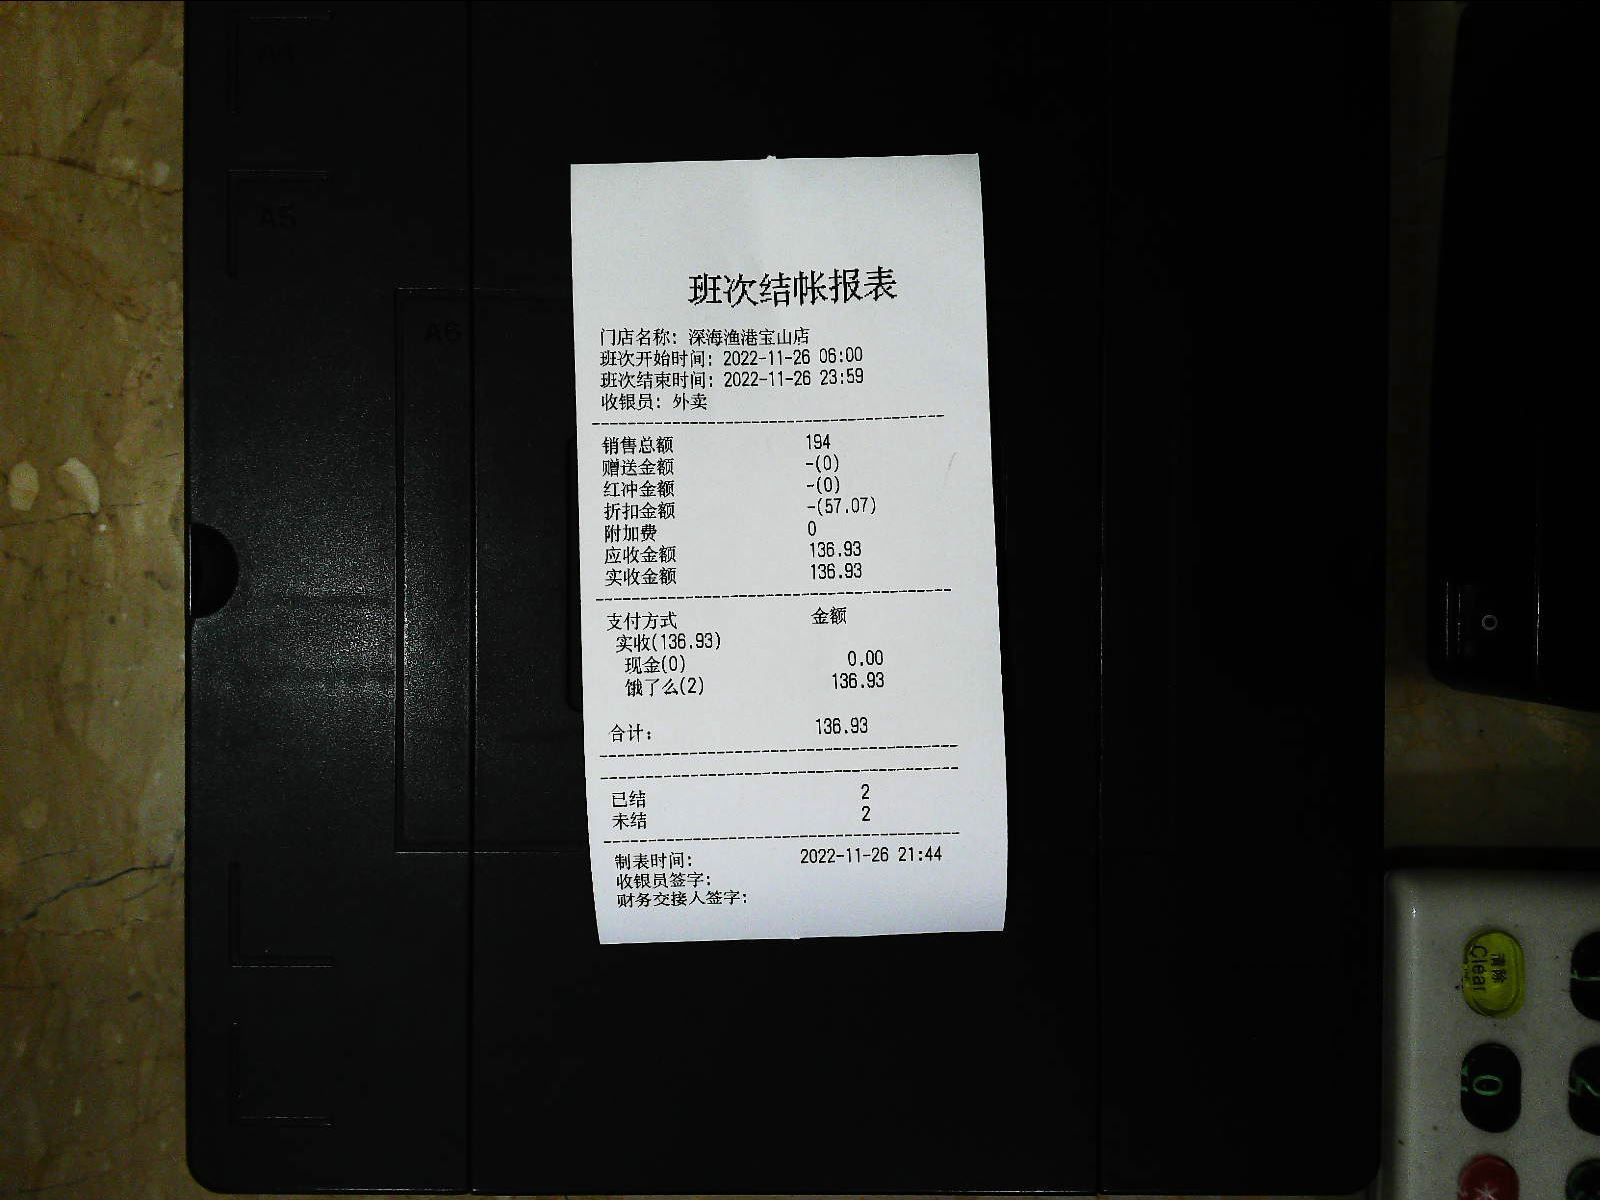 A4
A5
A6
班次结帐报表
门店名称: 深海渔港宝山店
班次开始时间: 2022-11-26 06:00
班次结束时间: 2022-11-26 23:59
收银员: 外卖
销售总额 194
赠送金额 -(0)
红冲金额 -(0)
折扣金额 -(57.07)
附加费 0
应收金额 136.93
实收金额 136.93
支付方式 金额
实收(136.93)
现金(0) 0.00
饿了么(2) 136.93
合计: 136.93
已结 2
未结 2
制表时间: 2022-11-26 21:44
收银员签字:
财务交接人签字:
清除
Clear
0